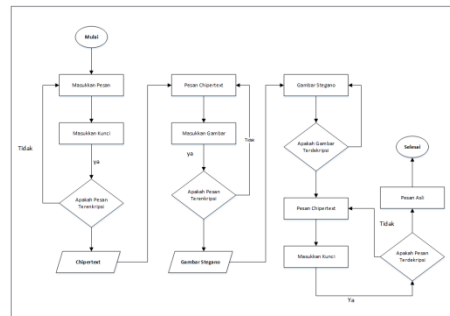 Mulai
Masukkan Pesan
Masukkan Kunci
Tidak
ya
Apakah Pesan
Terenkripsi
Chipertext
Pesan Chipertext
Masukkan Gambar
Tidak
ya
Apakah Pesan
Terenkripsi
Gambar Stegano
Gambar Stegano
Apakah Gambar
Terdekripsi
Pesan Chipertext
Masukkan Kunci
Ya
Tidak
Apakah Pesan
Terdekripsi
Pesan Asli
Selesai